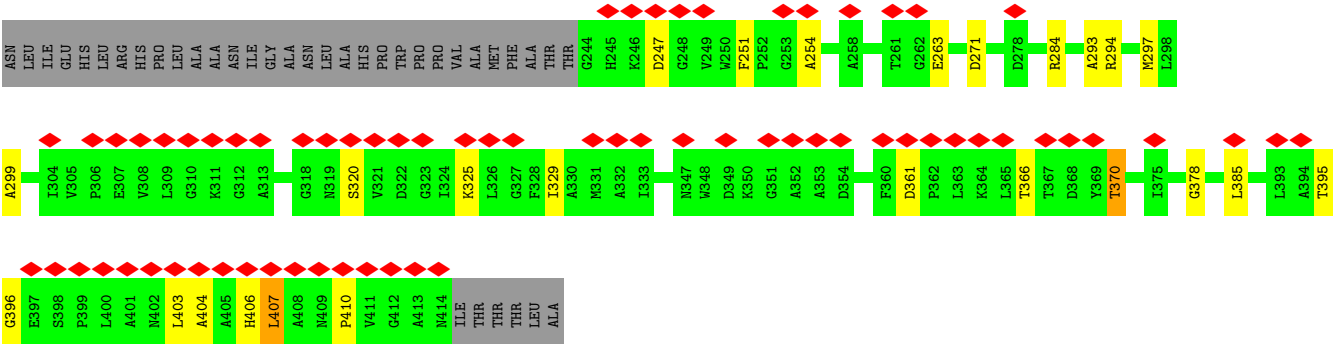 ASN LEU ILE GLU HIS LEU ARG HIS PRO LEU ALA ALA ASN ILE GLY ALA ASN LEU ALA HIS PRO TRP PRO PRO VAL ALA MET PHE ALA THR THR G244 H245 K246 D247 G248 V249 W250 F251 P252 G253 A254 A258 T261 G262 E263 D271 D278 R284 A293 R294 M297 L298
A299 I304 V305 P306 E307 V308 L309 G310 K311 G312 A313 G318 N319 S320 V321 D322 G323 I324 K325 L326 G327 F328 I329 A330 M331 A332 I333 N347 W348 D349 K350 G351 A352 A353 D354 F360 D361 P362 L363 K364 L365 T366 T367 D368 Y369 T370 I375 G378 L385 L393 A394 T395
G396 E397 S398 P399 L400 A401 N402 L403 A404 A405 H406 L407 A408 N409 P410 V411 G412 A413 N414 ILE THR THR THR LEU ALA